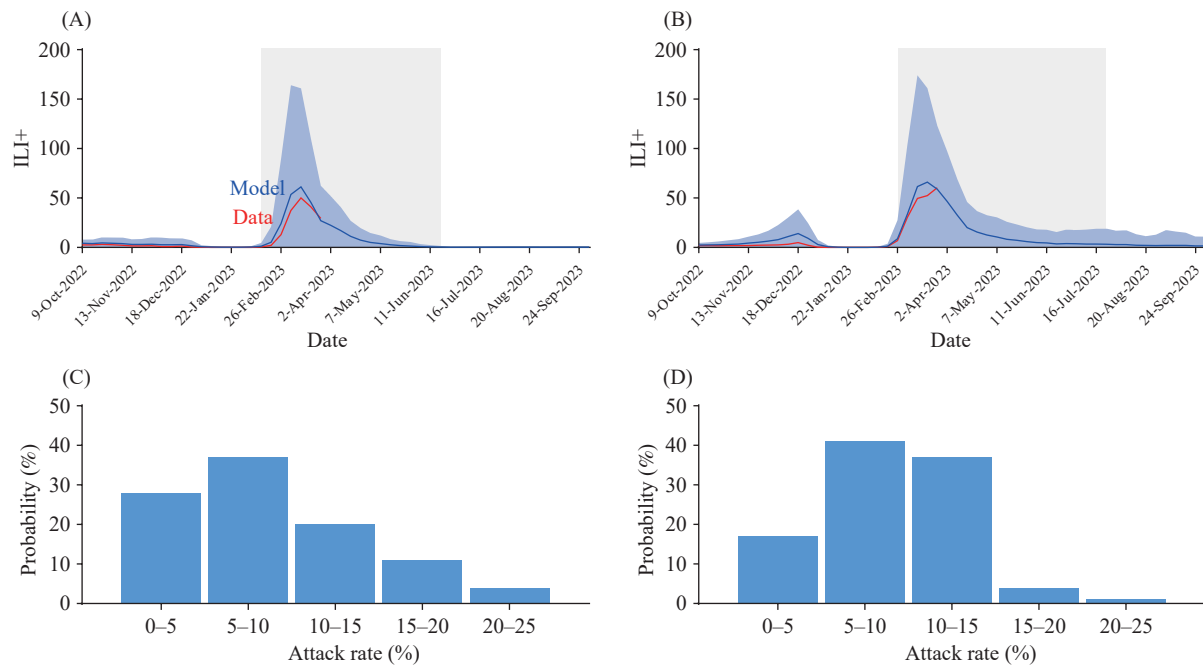 (A)
200
150
100
50
0
ILI+
Model
Data
9-Oct-2022
13-Nov-2022
18-Dec-2022
22-Jan-2023
26-Feb-2023
2-Apr-2023
7-May-2023
11-Jun-2023
16-Jul-2023
20-Aug-2023
24-Sep-2023
Date
(B)
200
150
100
50
0
ILI+
9-Oct-2022
13-Nov-2022
18-Dec-2022
22-Jan-2023
26-Feb-2023
2-Apr-2023
7-May-2023
11-Jun-2023
16-Jul-2023
20-Aug-2023
24-Sep-2023
Date
(C)
50
40
30
20
10
0
Probability (%)
0–5 5–10 10–15 15–20 20–25
Attack rate (%)
(D)
50
40
30
20
10
0
Probability (%)
0–5 5–10 10–15 15–20 20–25
Attack rate (%)